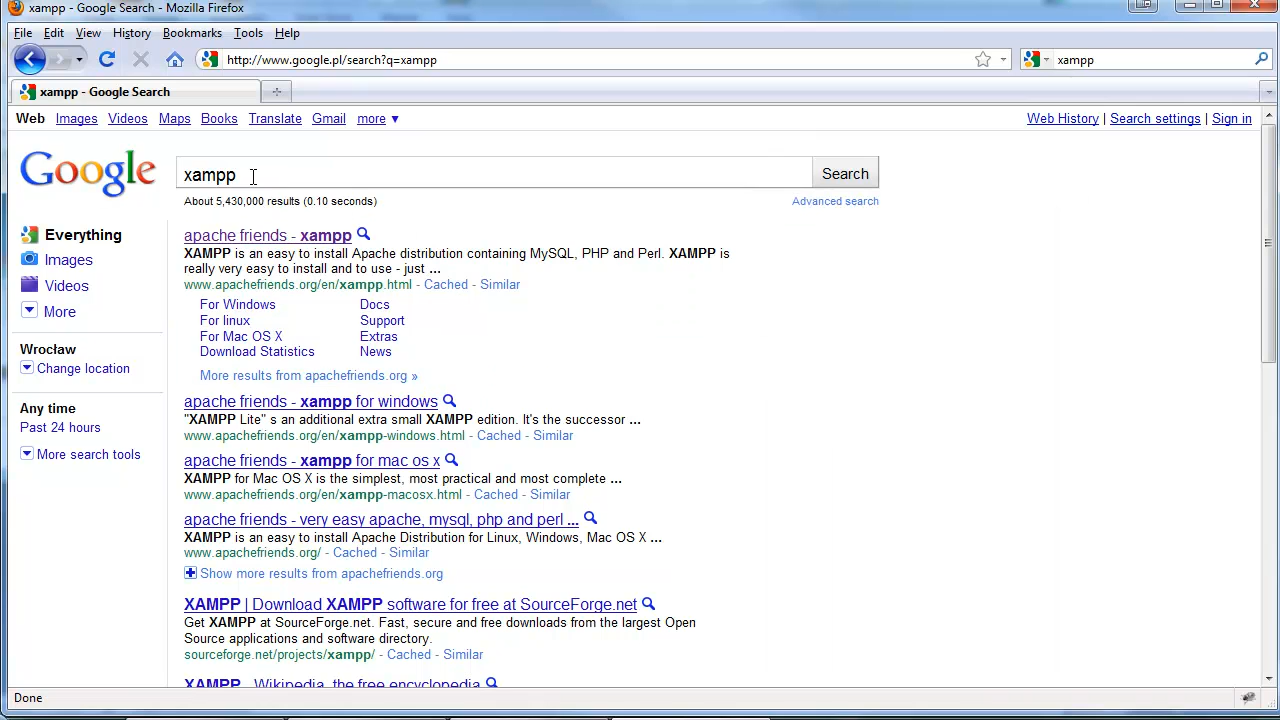 xampp - Google Search - Mozilla Firefox
File Edit View History Bookmarks Tools Help
http://www.google.pl/search?q=xampp xampp
xampp - Google Search
Web Images Videos Maps Books Translate Gmail more ▼ Web History | Search settings | Sign in
Google xampp Search
About 5,430,000 results (0.10 seconds) Advanced search
Everything
Images
Videos
More
Wrocław
Change location
Any time
Past 24 hours
More search tools
apache friends - xampp
XAMPP is an easy to install Apache distribution containing MySQL, PHP and Perl. XAMPP is
really very easy to install and to use - just ...
www.apachefriends.org/en/xampp.html - Cached - Similar
For Windows Docs
For linux Support
For Mac OS X Extras
Download Statistics News
More results from apachefriends.org »
apache friends - xampp for windows
"XAMPP Lite" s an additional extra small XAMPP edition. It's the successor ...
www.apachefriends.org/en/xampp-windows.html - Cached - Similar
apache friends - xampp for mac os x
XAMPP for Mac OS X is the simplest, most practical and most complete ...
www.apachefriends.org/en/xampp-macosx.html - Cached - Similar
apache friends - very easy apache, mysql, php and perl ...
XAMPP is an easy to install Apache Distribution for Linux, Windows, Mac OS X ...
www.apachefriends.org/ - Cached - Similar
Show more results from apachefriends.org
XAMPP | Download XAMPP software for free at SourceForge.net
Get XAMPP at SourceForge.net. Fast, secure and free downloads from the largest Open
Source applications and software directory.
sourceforge.net/projects/xampp/ - Cached - Similar
XAMPP - Wikipedia, the free encyclopedia
Done